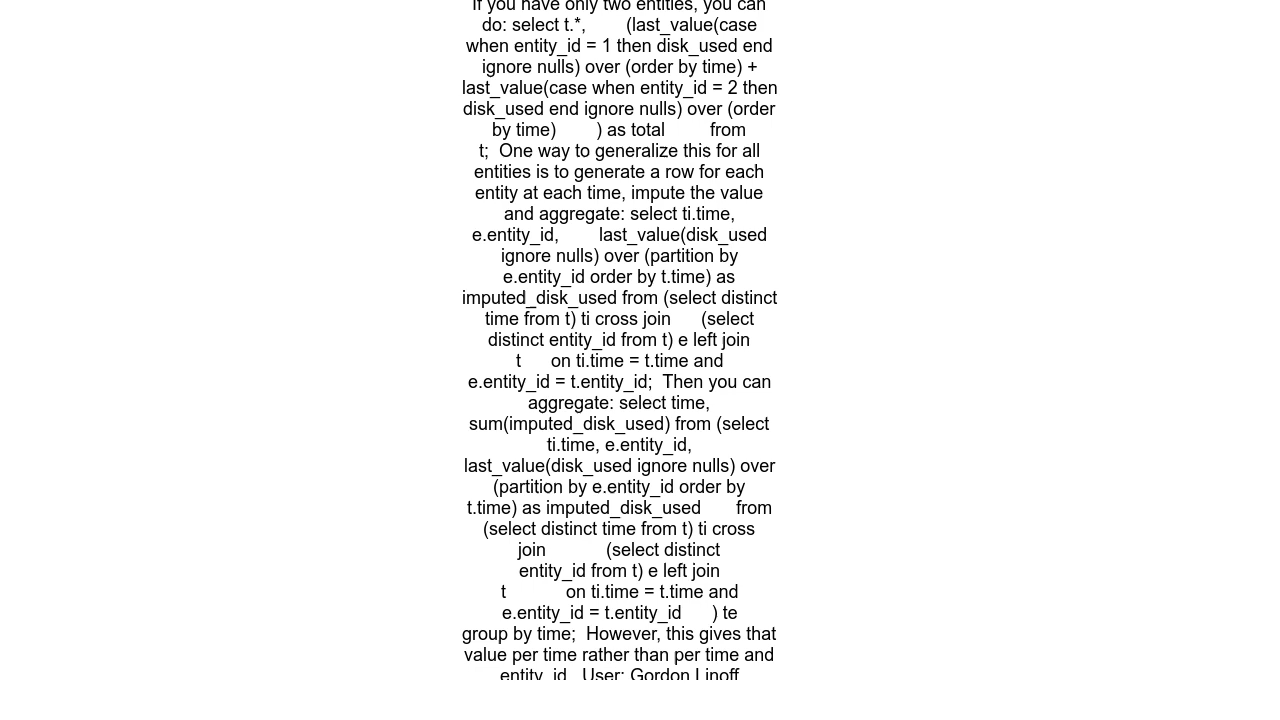 If you have only two entities, you can
do: select t.*,        (last_value(case
when entity_id = 1 then disk_used end
ignore nulls) over (order by time) +
last_value(case when entity_id = 2 then
disk_used end ignore nulls) over (order
by time)        ) as total         from
t;  One way to generalize this for all
entities is to generate a row for each
entity at each time, impute the value
and aggregate: select ti.time,
e.entity_id,        last_value(disk_used
ignore nulls) over (partition by
e.entity_id order by t.time) as
imputed_disk_used from (select distinct
time from t) ti cross join      (select
distinct entity_id from t) e left join
t      on ti.time = t.time and
e.entity_id = t.entity_id;  Then you can
aggregate: select time,
sum(imputed_disk_used) from (select
ti.time, e.entity_id,
last_value(disk_used ignore nulls) over
(partition by e.entity_id order by
t.time) as imputed_disk_used       from
(select distinct time from t) ti cross
join            (select distinct
entity_id from t) e left join
t            on ti.time = t.time and
e.entity_id = t.entity_id      ) te
group by time;  However, this gives that
value per time rather than per time and
entity_id.  User: Gordon Linoff